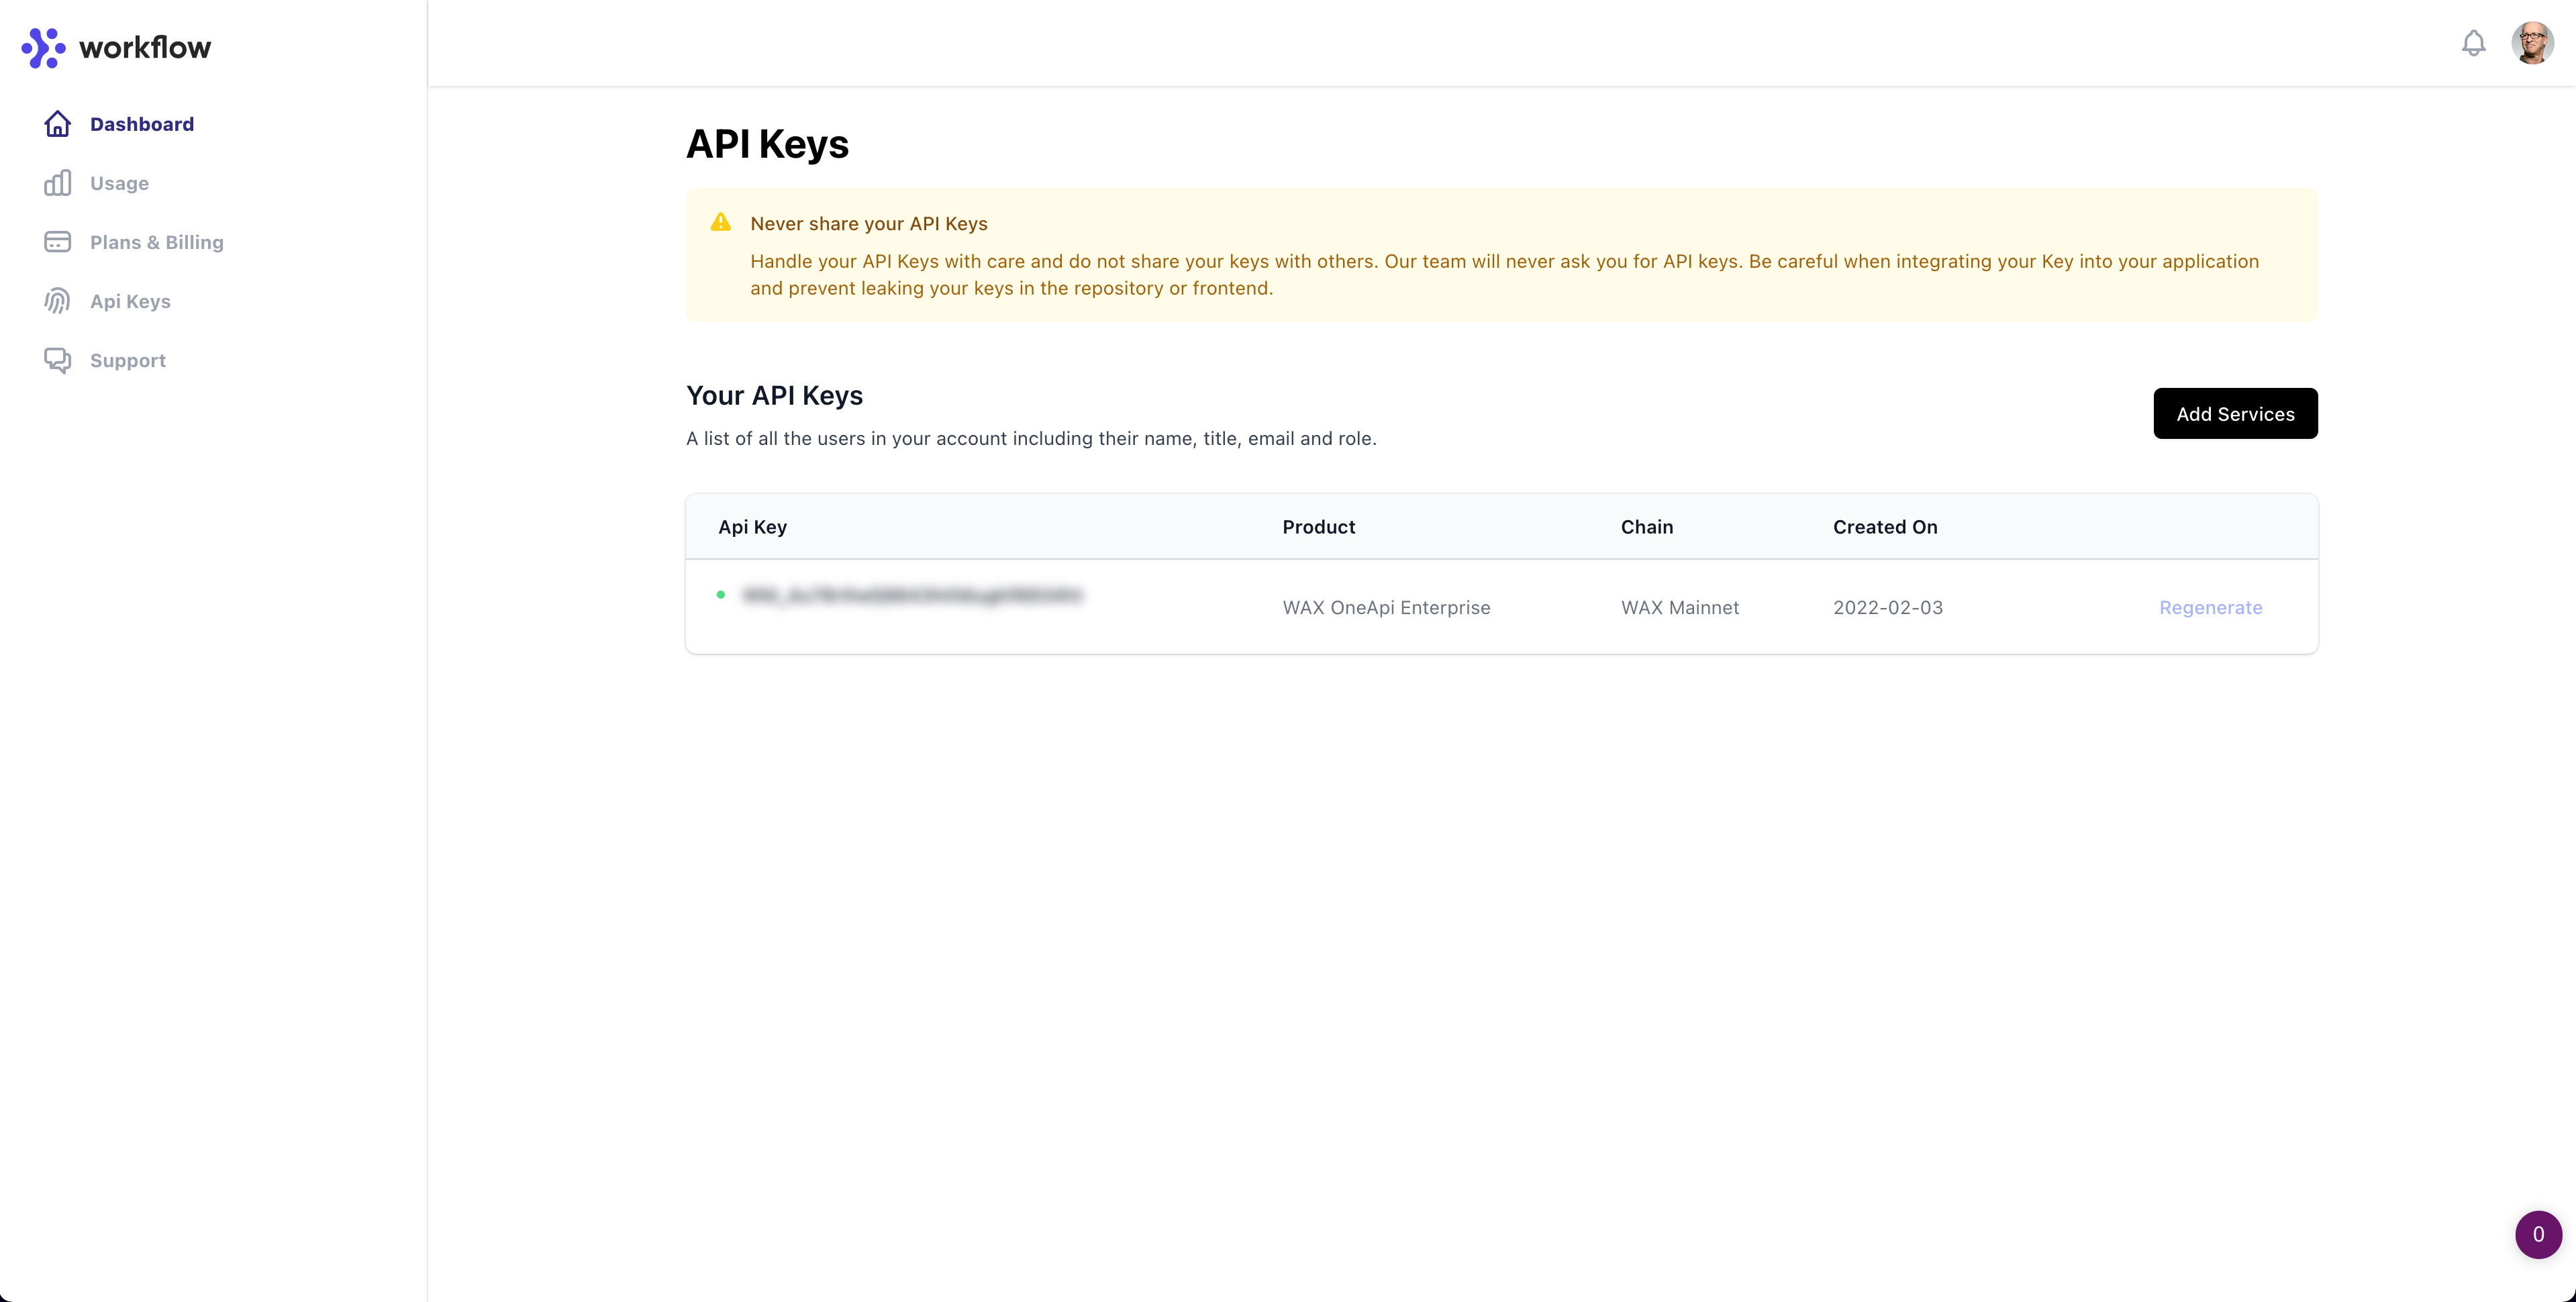 workflow
Dashboard
Usage
Plans & Billing
Api Keys
Support
API Keys
Never share your API Keys
Handle your API Keys with care and do not share your keys with others. Our team will never ask you for API keys. Be careful when integrating your Key into your application
and prevent leaking your keys in the repository or frontend.
Your API Keys
Add Services
A list of all the users in your account including their name, title, email and role.
Api Key Product Chain Created On
WAX OneApi Enterprise WAX Mainnet 2022-02-03 Regenerate
0